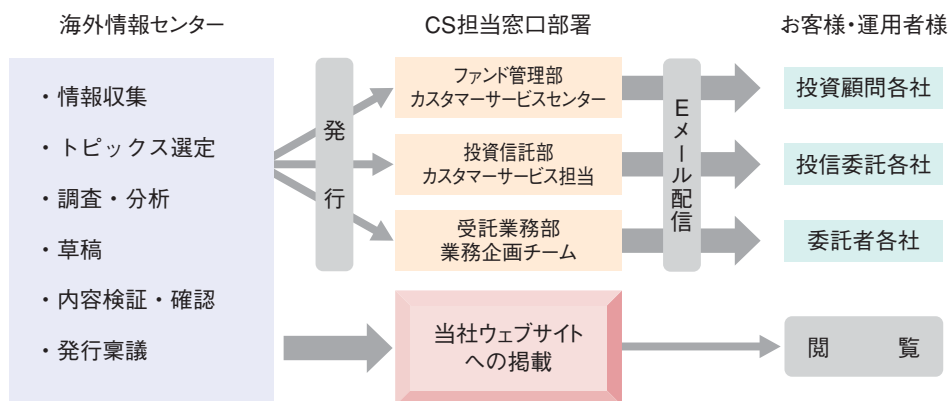 海外情報センター
CS担当窓口部署
お客様・運用者様
・情報収集
・トピックス選定
・調査・分析
・草稿
・内容検証・確認
・発行稟議
発行
ファンド管理部
カスタマーサービスセンター
投資信託部
カスタマーサービス担当
受託業務部
業務企画チーム
当社ウェブサイト
への掲載
Eメール配信
投資顧問各社
投信委託各社
委託者各社
閲　覧